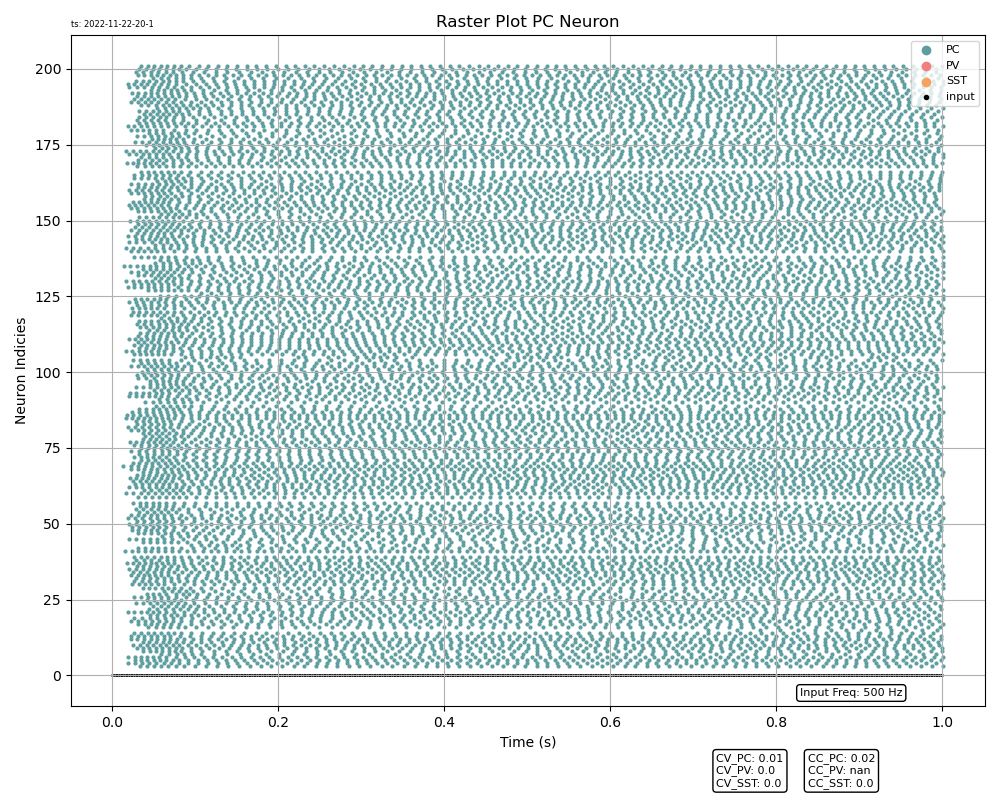 ts: 2022-11-22-20-1
Raster Plot PC Neuron
PC
PV
SST
input
200
175
150
125
100
75
50
25
0
Neuron Indicies
Input Freq: 500 Hz
0.0 0.2 0.4 0.6 0.8 1.0
Time (s)
CV_PC: 0.01
CV_PV: 0.0
CV_SST: 0.0
CC_PC: 0.02
CC_PV: nan
CC_SST: 0.0